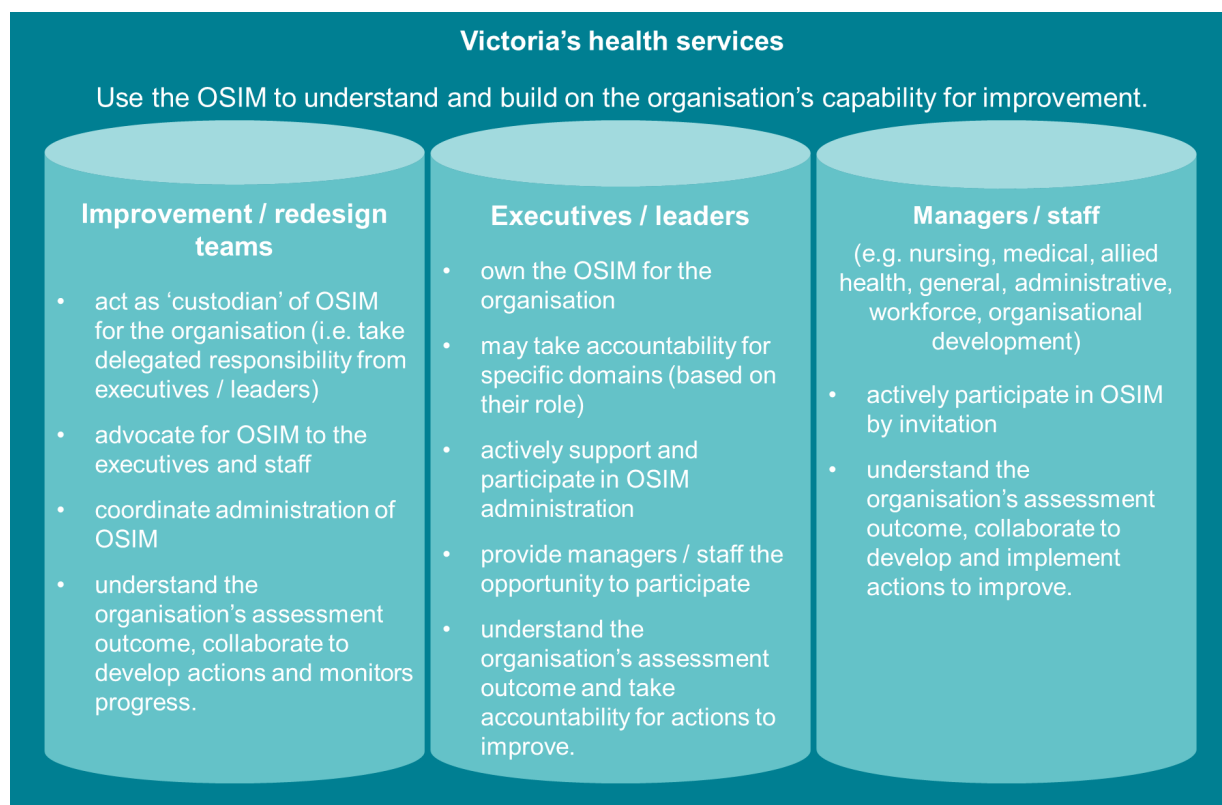 Victoria's health services
Use the OSIM to understand and build on the organisation's capability for improvement.
Improvement / redesign
teams
• act as 'custodian' of OSIM
for the organisation (i.e. take
delegated responsibility from
executives / leaders)
• advocate for OSIM to the
executives and staff
• coordinate administration of
OSIM
• understand the
organisation's assessment
outcome, collaborate to
develop actions and monitors
progress.
Executives / leaders
• own the OSIM for the
organisation
• may take accountability for
specific domains (based on
their role)
• actively support and
participate in OSIM
administration
• provide managers / staff the
opportunity to participate
• understand the
organisation's assessment
outcome and take
accountability for actions to
improve.
Managers / staff
(e.g. nursing, medical, allied
health, general, administrative,
workforce, organisational
development)
• actively participate in OSIM
by invitation
• understand the
organisation's assessment
outcome, collaborate to
develop and implement
actions to improve.